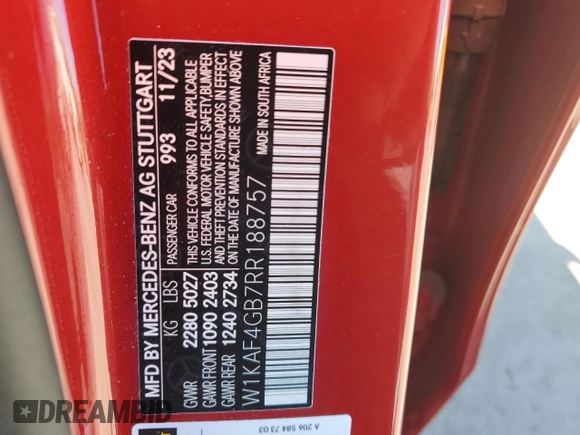 MFD BY MERCEDES-BENZ AG STUTTGART
PASSENGER CAR 993 11/23
KG LBS
GVWR 2280 5027
GAWR FRONT 1090 2403
GAWR REAR 1240 2734
THIS VEHICLE CONFORMS TO ALL APPLICABLE
U.S. FEDERAL MOTOR VEHICLE SAFETY, BUMPER
AND THEFT PREVENTION STANDARDS IN EFFECT
ON THE DATE OF MANUFACTURE SHOWN ABOVE
W1KAF4GB7RR188757
MADE IN SOUTH AFRICA
A 206 584 73 03
DREAMBID